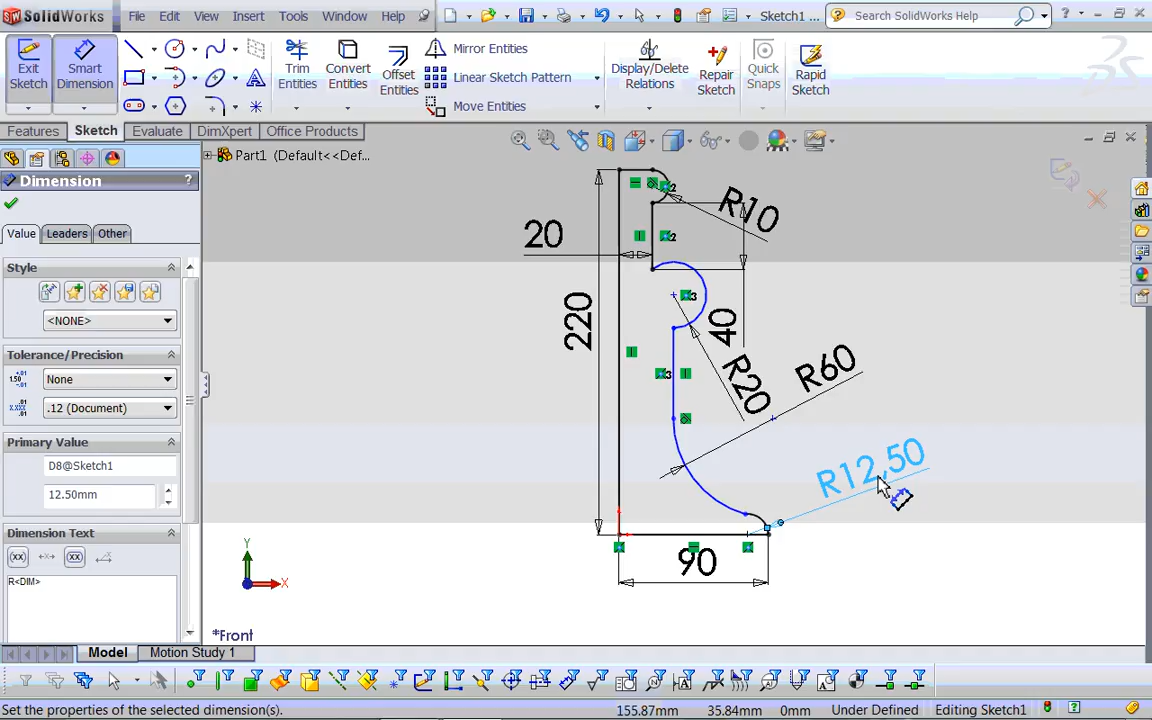 SolidWorks File Edit View Insert Tools Window Help Sketch1 ... Search SolidWorks Help ?
Exit Sketch
Smart Dimension
Trim Entities
Convert Entities
Offset Entities
Mirror Entities
Linear Sketch Pattern
Move Entities
Display/Delete Relations
Repair Sketch
Quick Snaps
Rapid Sketch
Features Sketch Evaluate DimXpert Office Products
Part1 (Default<<Def...
Dimension ?
Value Leaders Other
Style
<NONE>
Tolerance/Precision
None
.12 (Document)
Primary Value
D8@Sketch1
12.50mm
Dimension Text
R<DIM>
R10
20
220
40
R20
R60
R12,50
90
2
2
3
3
Y
X
*Front
Model Motion Study 1
Set the properties of the selected dimension(s). 155.87mm 35.84mm 0mm Under Defined Editing Sketch1 ?